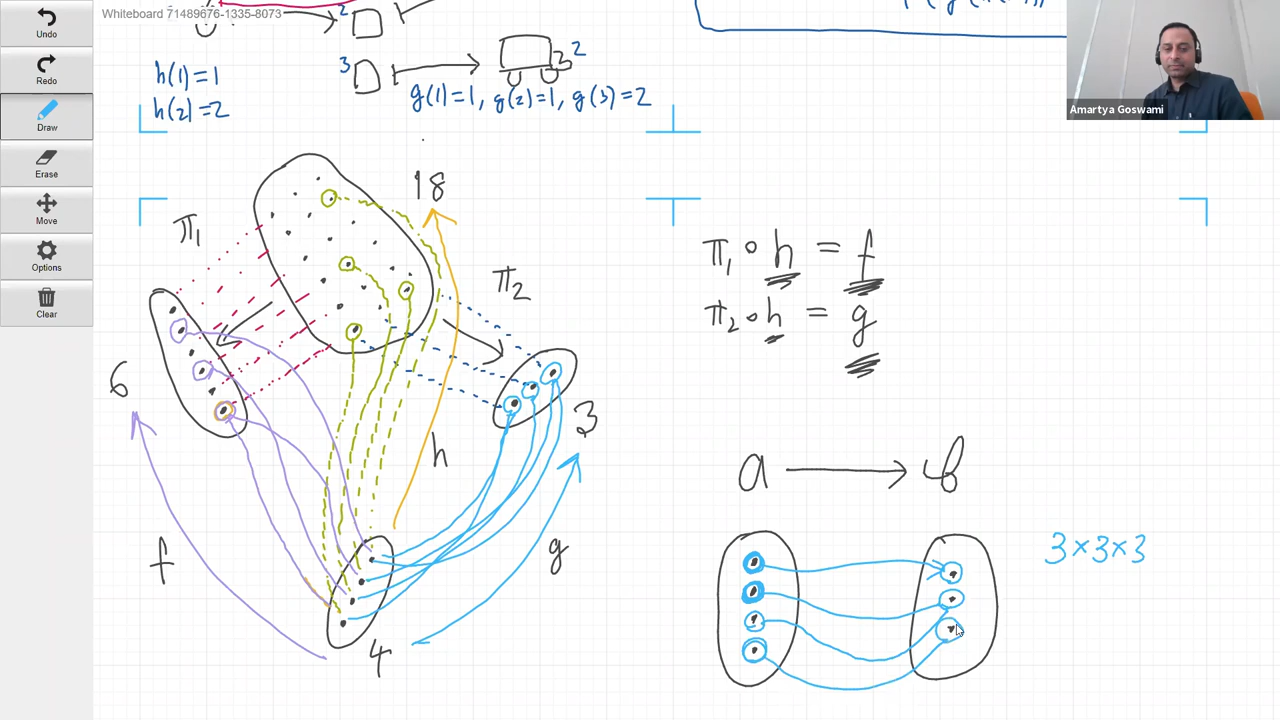 Undo
Redo
Draw
Erase
Move
Options
Clear
Whiteboard 71489676-1335-8073
Amartya Goswami
2
3
2
h(1)=1
h(2)=2
g(1)=1, g(2)=1, g(3)=2
18
π₁
π₂
6
3
h
f
g
4
π₁∘h = f
π₂∘h = g
a → b
3×3×3